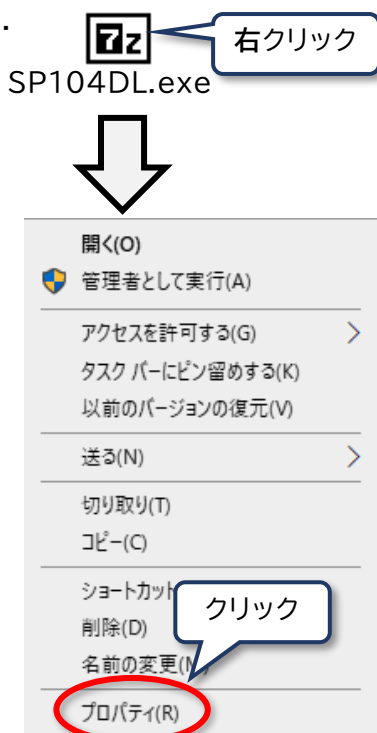 .
7z
右クリック
SP104DL.exe
開く(O)
管理者として実行(A)
アクセスを許可する(G)
タスク バーにピン留めする(K)
以前のバージョンの復元(V)
送る(N)
切り取り(T)
コピー(C)
ショートカット
クリック
削除(D)
名前の変更(M)
プロパティ(R)